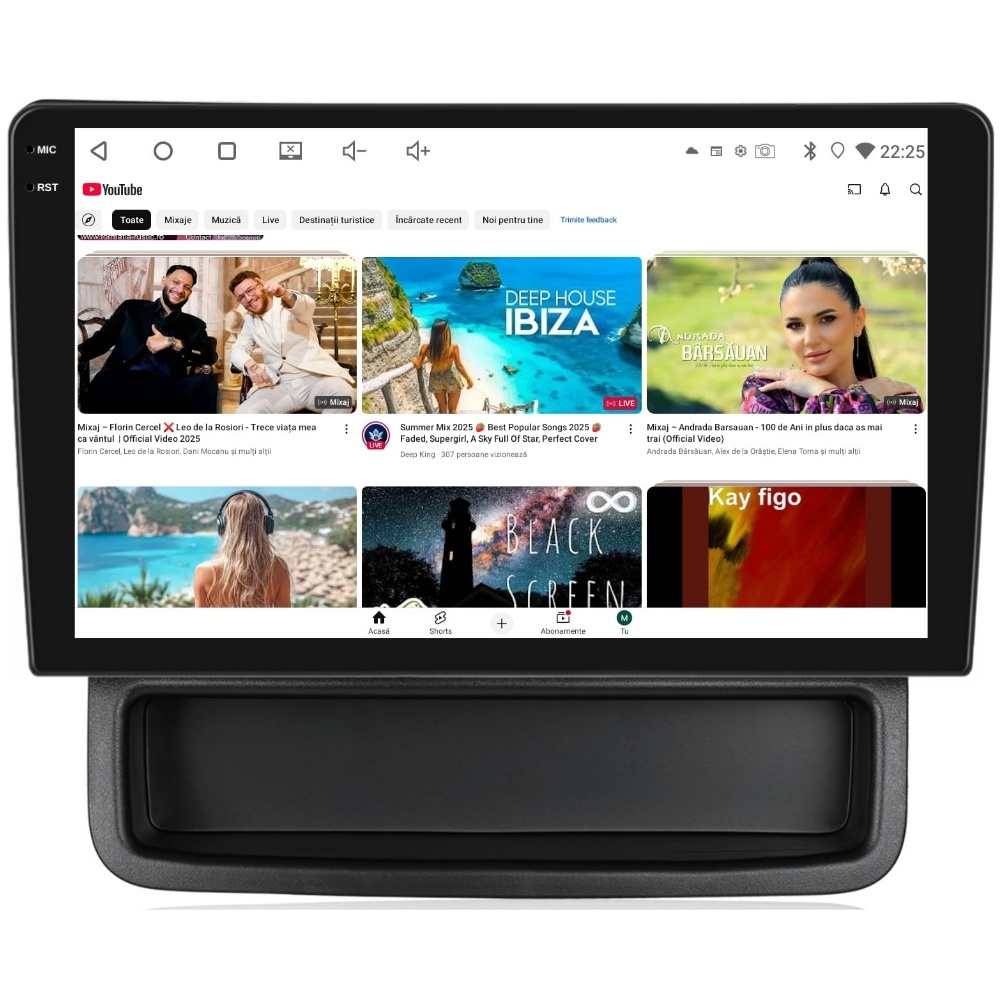 MIC
22:25
RST
YouTube
Toate
Mixaje
Muzică
Live
Destinații turistice
Încărcate recent
Noi pentru tine
Trimite feedback
DEEP HOUSE
IBIZA
ANDRADA
BÂRSĂUAN
Mixaj
LIVE
Mixaj
Mixaj – Florin Cercel ❌ Leo de la Rosiori - Trece viața mea
ca vântul | Official Video 2025
Florin Cercel, Leo de la Rosiori, Dani Mocanu și mulți alții
LIVE
Summer Mix 2025 🍓 Best Popular Songs 2025 🍓
Faded, Supergirl, A Sky Full Of Star, Perfect Cover
Deep King · 307 persoane vizionează
Mixaj – Andrada Barsauan - 100 de Ani in plus daca as mai
trai (Official Video)
Andrada Bârsăuan, Alex de la Orăștie, Elena Toma și mulți alții
BLACK
SCREEN
Kay figo
Acasă
Shorts
Abonamente
M
Tu